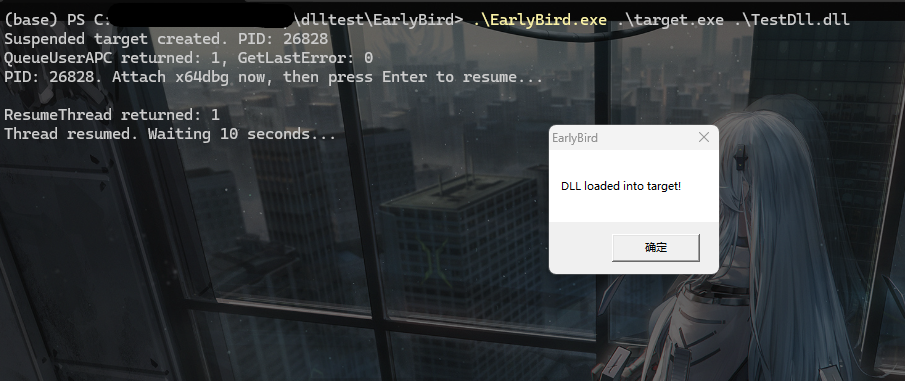 (base) PS C:\dlltest\EarlyBird> .\EarlyBird.exe .\target.exe .\TestDll.dll
Suspended target created. PID: 26828
QueueUserAPC returned: 1, GetLastError: 0
PID: 26828. Attach x64dbg now, then press Enter to resume...
ResumeThread returned: 1
Thread resumed. Waiting 10 seconds...
EarlyBird
DLL loaded into target!
确定